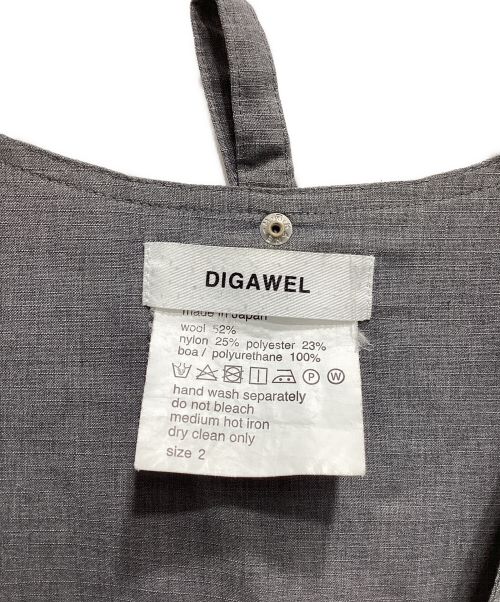 DIGAWEL
made in Japan
wool 52%
nylon 25% polyester 23%
boa / polyurethane 100%
P W
hand wash separately
do not bleach
medium hot iron
dry clean only
size 2